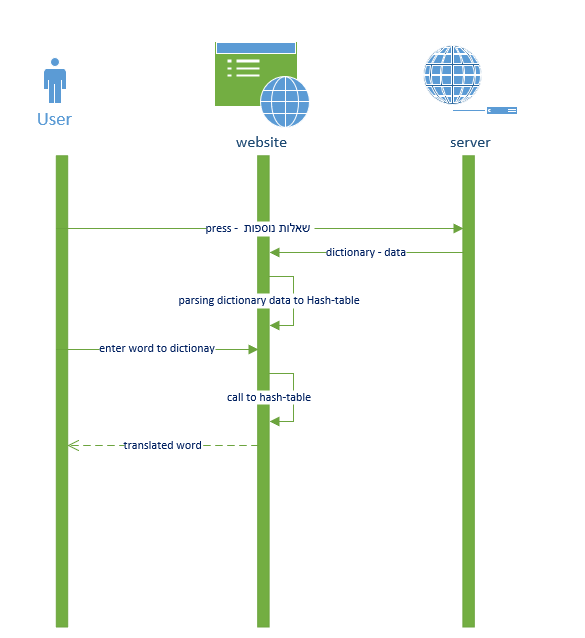 User
website
server
press - שאלות נוספות
dictionary - data
parsing dictionary data to Hash-table
enter word to dictionay
call to hash-table
translated word